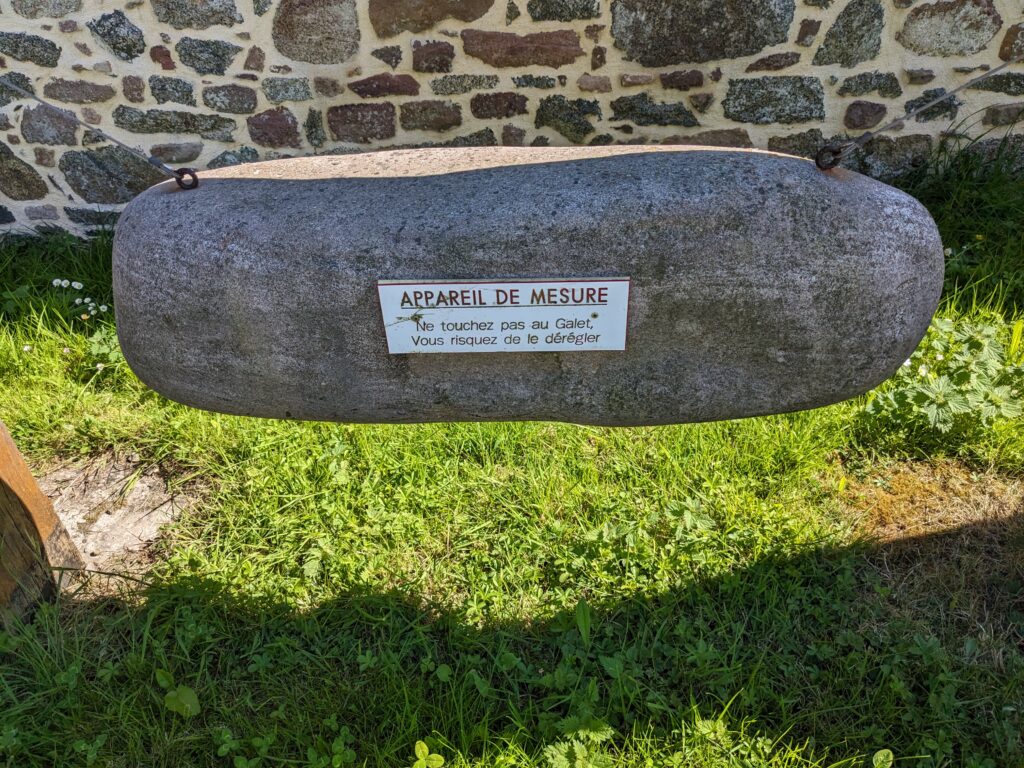 APPAREIL DE MESURE
Ne touchez pas au Galet,
Vous risquez de le dérégler